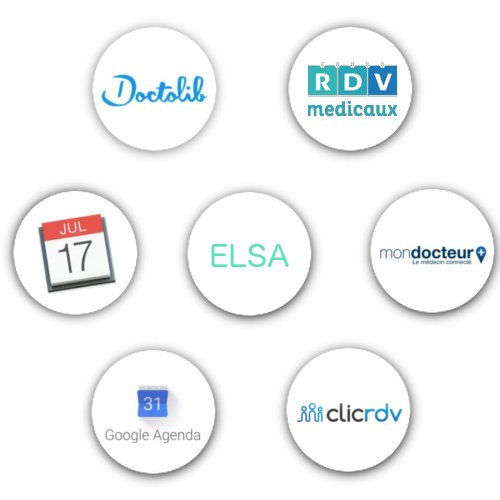 Doctolib
RDV
medicaux
JUL
17
ELSA
mondocteur
Le médecin connecté
31
Google Agenda
clicrdv